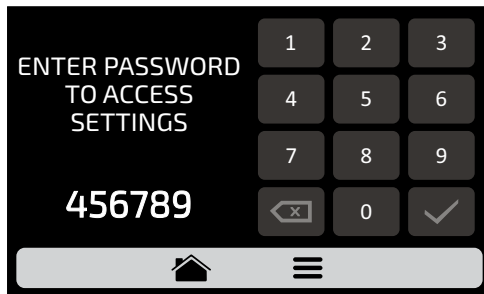 ENTER PASSWORD
TO ACCESS
SETTINGS
456789
1 2 3
4 5 6
7 8 9
0